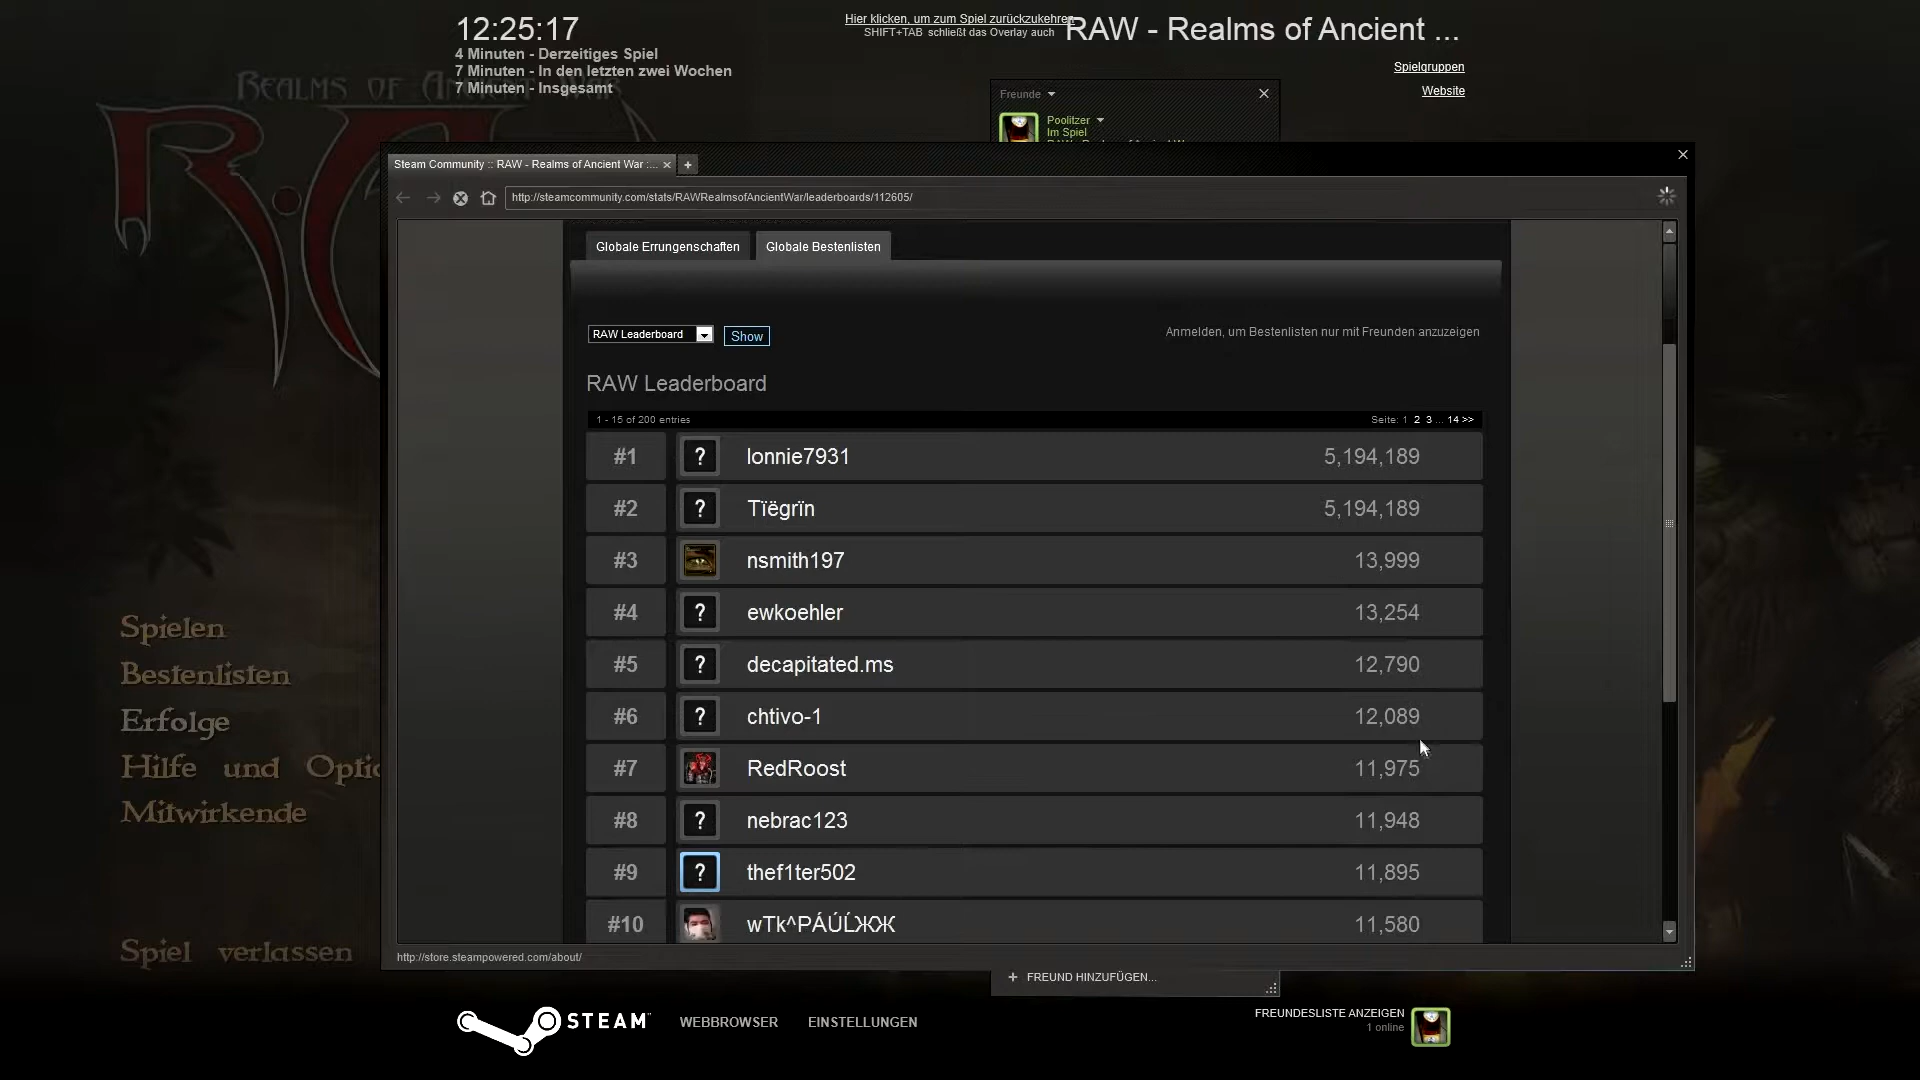 12:25:17
4 Minuten - Derzeitiges Spiel
7 Minuten - In den letzten zwei Wochen
7 Minuten - Insgesamt
Hier klicken, um zum Spiel zurückzukehren
SHIFT+TAB schließt das Overlay auch
RAW - Realms of Ancient ...
Spielgruppen
Website
Realms of Ancient War
Freunde
Poolitzer
Im Spiel
Steam Community :: RAW - Realms of Ancient War :...
http://steamcommunity.com/stats/RAWRealmsofAncientWar/leaderboards/112605/
Globale Errungenschaften
Globale Bestenlisten
RAW Leaderboard
Show
Anmelden, um Bestenlisten nur mit Freunden anzuzeigen
RAW Leaderboard
1 - 15 of 200 entries
Seite: 1 2 3 ... 14 >>
#1 ? lonnie7931 5,194,189
#2 ? Tïëgrïn 5,194,189
#3 nsmith197 13,999
#4 ? ewkoehler 13,254
#5 ? decapitated.ms 12,790
#6 ? chtivo-1 12,089
#7 RedRoost 11,975
#8 ? nebrac123 11,948
#9 ? thef1ter502 11,895
#10 wTk^PÁÚĹЖЖ 11,580
http://store.steampowered.com/about/
Spielen
Bestenlisten
Erfolge
Hilfe und Optio
Mitwirkende
Spiel verlassen
+ FREUND HINZUFÜGEN...
STEAM
WEBBROWSER
EINSTELLUNGEN
FREUNDESLISTE ANZEIGEN
1 online